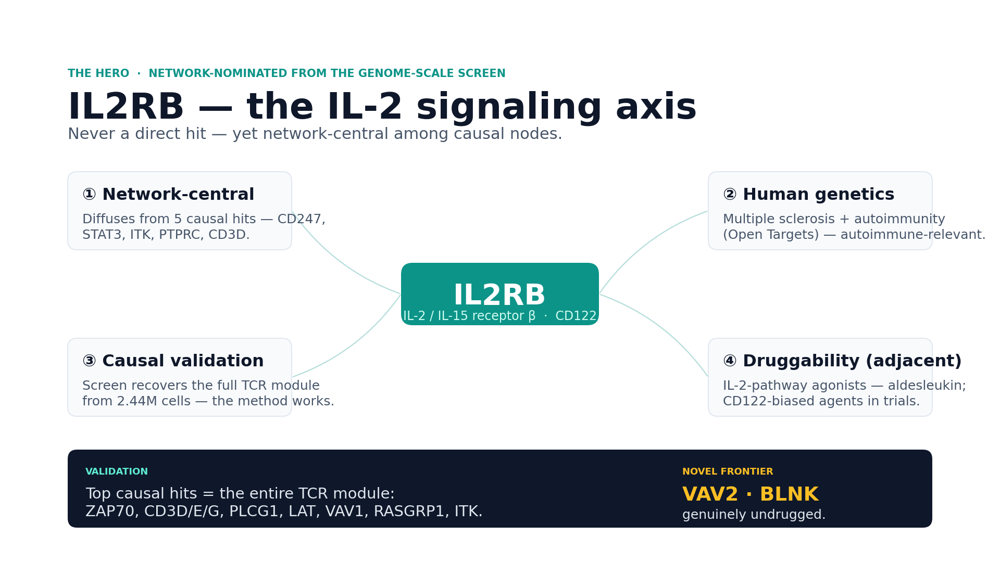 THE HERO · NETWORK-NOMINATED FROM THE GENOME-SCALE SCREEN
IL2RB — the IL-2 signaling axis
Never a direct hit — yet network-central among causal nodes.
① Network-central
Diffuses from 5 causal hits — CD247,
STAT3, ITK, PTPRC, CD3D.
② Human genetics
Multiple sclerosis + autoimmunity
(Open Targets) — autoimmune-relevant.
IL2RB
IL-2 / IL-15 receptor β · CD122
③ Causal validation
Screen recovers the full TCR module
from 2.44M cells — the method works.
④ Druggability (adjacent)
IL-2-pathway agonists — aldesleukin;
CD122-biased agents in trials.
VALIDATION
Top causal hits = the entire TCR module:
ZAP70, CD3D/E/G, PLCG1, LAT, VAV1, RASGRP1, ITK.
NOVEL FRONTIER
VAV2 · BLNK
genuinely undrugged.